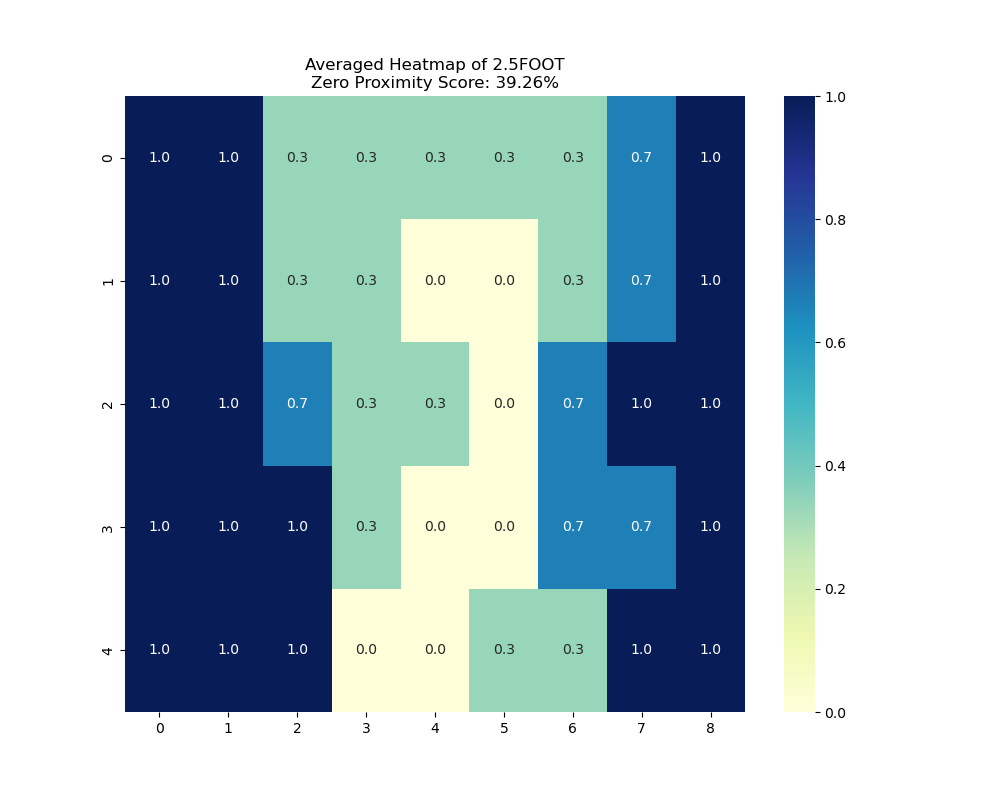 Averaged Heatmap of 2.5FOOT
Zero Proximity Score: 39.26%
0 1.0 1.0 0.3 0.3 0.3 0.3 0.3 0.7 1.0
1 1.0 1.0 0.3 0.3 0.0 0.0 0.3 0.7 1.0
2 1.0 1.0 0.7 0.3 0.3 0.0 0.7 1.0 1.0
3 1.0 1.0 1.0 0.3 0.0 0.0 0.7 0.7 1.0
4 1.0 1.0 1.0 0.0 0.0 0.3 0.3 1.0 1.0
0 1 2 3 4 5 6 7 8
1.0
0.8
0.6
0.4
0.2
0.0